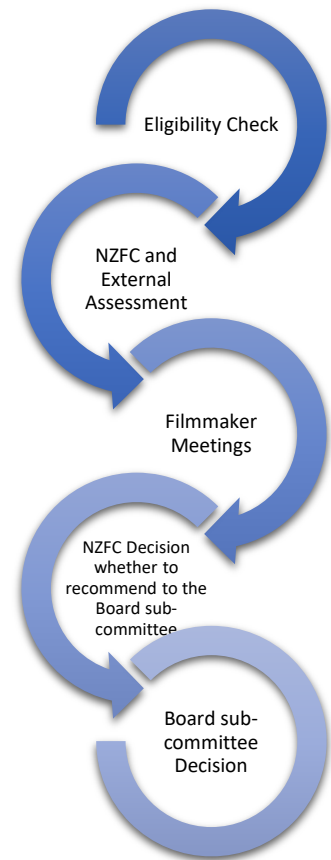 Eligibility Check
NZFC and
External
Assessment
Filmmaker
Meetings
NZFC Decision
whether to
recommend to the
Board sub-
committee
Board sub-
committee
Decision